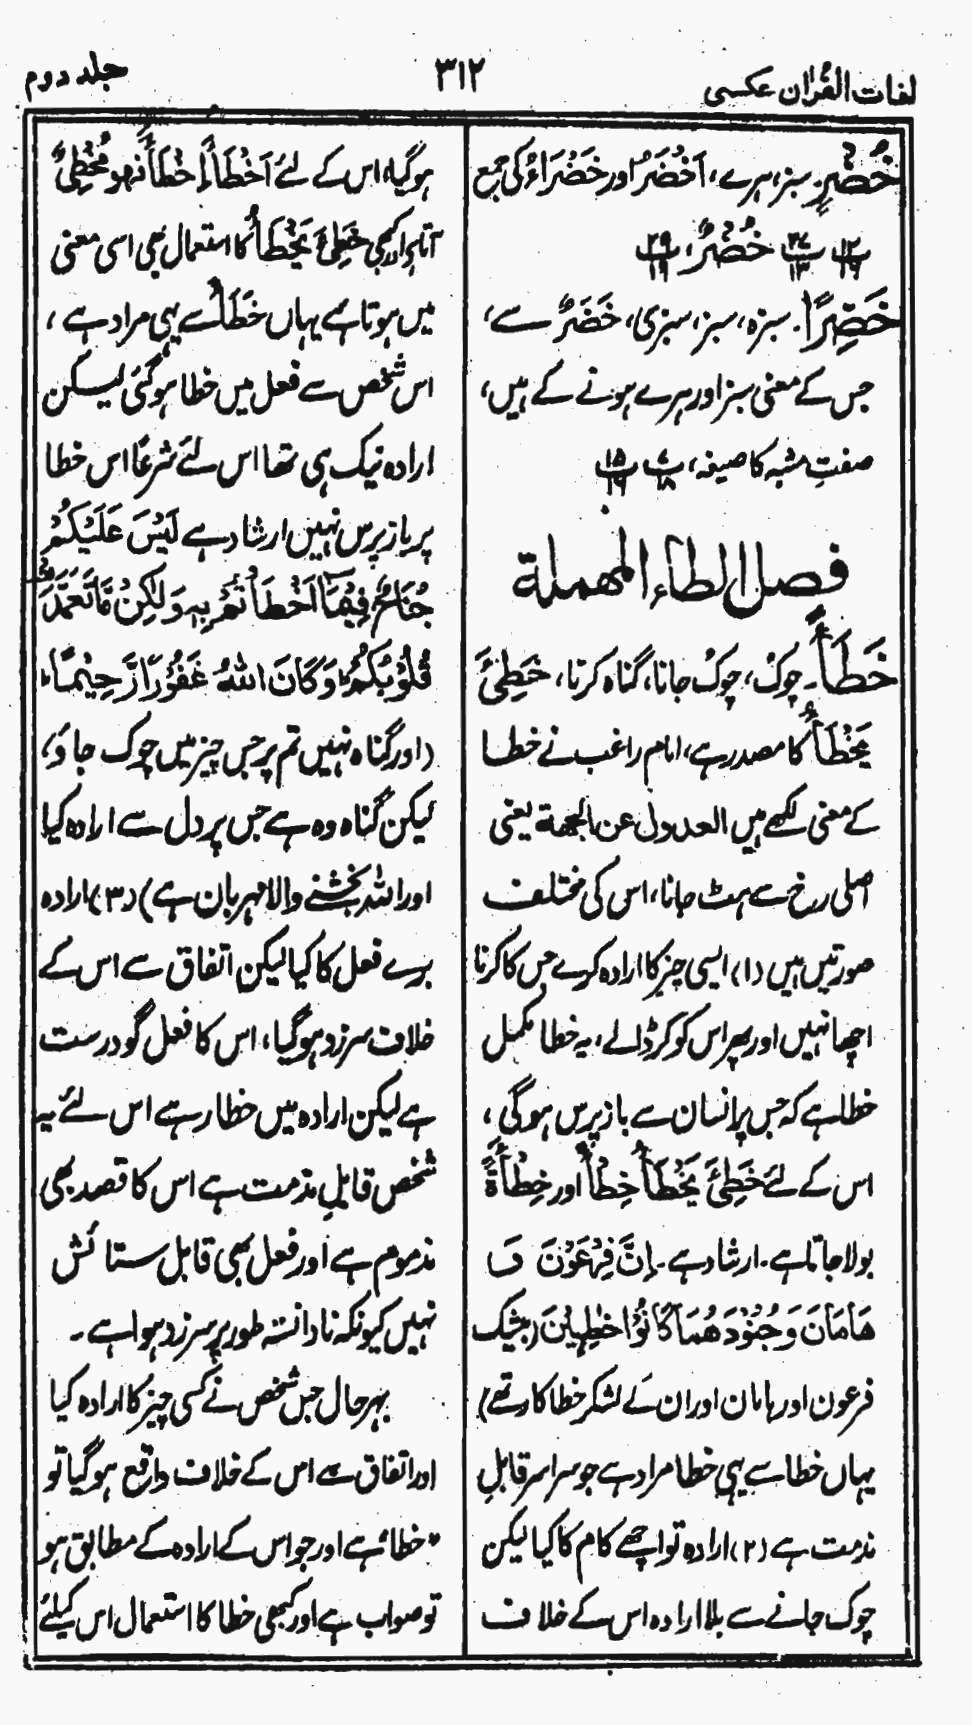 لغات القرآن عکسی
۳۱۲
جلد دوم
خُضْرٍ۔ سبز، ہرے، اَخْضَرُ اور خَضْرَاءُ کی جمع
خُضْرٌ،
خَضِرًا۔ سبزہ، سبز، سبزی، خَضَرٌ سے،
جس کے معنی سبز اور ہرے ہونے کے ہیں،
صفتِ مشبہ کا صیغہ،
فصل الطاء المهملة
خَطَأً۔ چوک، چوک جانا، گناہ کرنا، خَطِئَ
یَخْطَأُ کا مصدر ہے، امام راغب نے خطا
کے معنی لکھے ہیں العدول عن الجهة یعنی
اصلی رخ سے ہٹ جانا، اس کی مختلف
صورتیں ہیں (۱) ایسی چیز کا ارادہ کرے جس کا کرنا
اچھا نہیں اور پھر اس کو کر ڈالے، یہ خطا مکمل
خطا ہے کہ جس پر انسان سے بازپرس ہوگی،
اس کے لئے خَطِئَ یَخْطَأُ خِطْأً اور خِطْأَةً
بولا جاتا ہے۔ ارشاد ہے۔ اِنَّ فِرْعَوْنَ وَ
هَامَانَ وَجُنُوْدَهُمَا كَانُوْا خٰطِـِٕيْنَ (بیشک
فرعون اور ہامان اور ان کے لشکر خطا کار تھے)
یہاں خطا سے یہی خطا مراد ہے جو سراسر قابلِ
مذمت ہے (۲) ارادہ تو اچھے کام کا کیا لیکن
چوک جانے سے بلا ارادہ اس کے خلاف
ہوگیا، اس کے لئے اَخْطَأَ اِخْطَأً فهو مُخْطِئٌ
آتا ہے اور کبھی خَطِئَ یَخْطَأُ کا استعمال بھی اسی معنی
میں ہوتا ہے یہاں خَطَأً سے یہی مراد ہے،
اس شخص سے فعل میں خطا ہوگئی لیکن
ارادہ نیک ہی تھا اس لئے شرعًا اس خطا
پر بازپرس نہیں ارشاد ہے لَيْسَ عَلَيْكُمْ
جُنَاحٌ فِيْمَآ اَخْطَأْتُمْ بِهٖ وَلٰكِنْ مَّا تَعَمَّدَتْ
قُلُوْبُكُمْ وَكَانَ اللّٰهُ غَفُوْرًا رَّحِيْمًا
(اور گناہ نہیں تم پر جس چیز میں چوک جاؤ،
لیکن گناہ وہ ہے جس پر دل سے ارادہ کیا
اور اللہ بخشنے والا مہربان ہے) (۳) ارادہ
برے فعل کا کیا لیکن اتفاق سے اس کے
خلاف سرزد ہوگیا، اس کا فعل گو درست
ہے لیکن ارادہ میں خطا رہے اس لئے یہ
شخص قابلِ مذمت ہے اس کا قصد بھی
مذموم ہے اور فعل بھی قابل ستائش
نہیں کیونکہ نادانستہ طور پر سرزد ہوا ہے۔
بہر حال جس شخص نے کسی چیز کا ارادہ کیا
اور اتفاق سے اس کے خلاف واقع ہوگیا تو
"خطا" ہے اور جو اس کے ارادہ کے مطابق ہو
تو صواب ہے اور کبھی خطا کا استعمال اس کیلئے